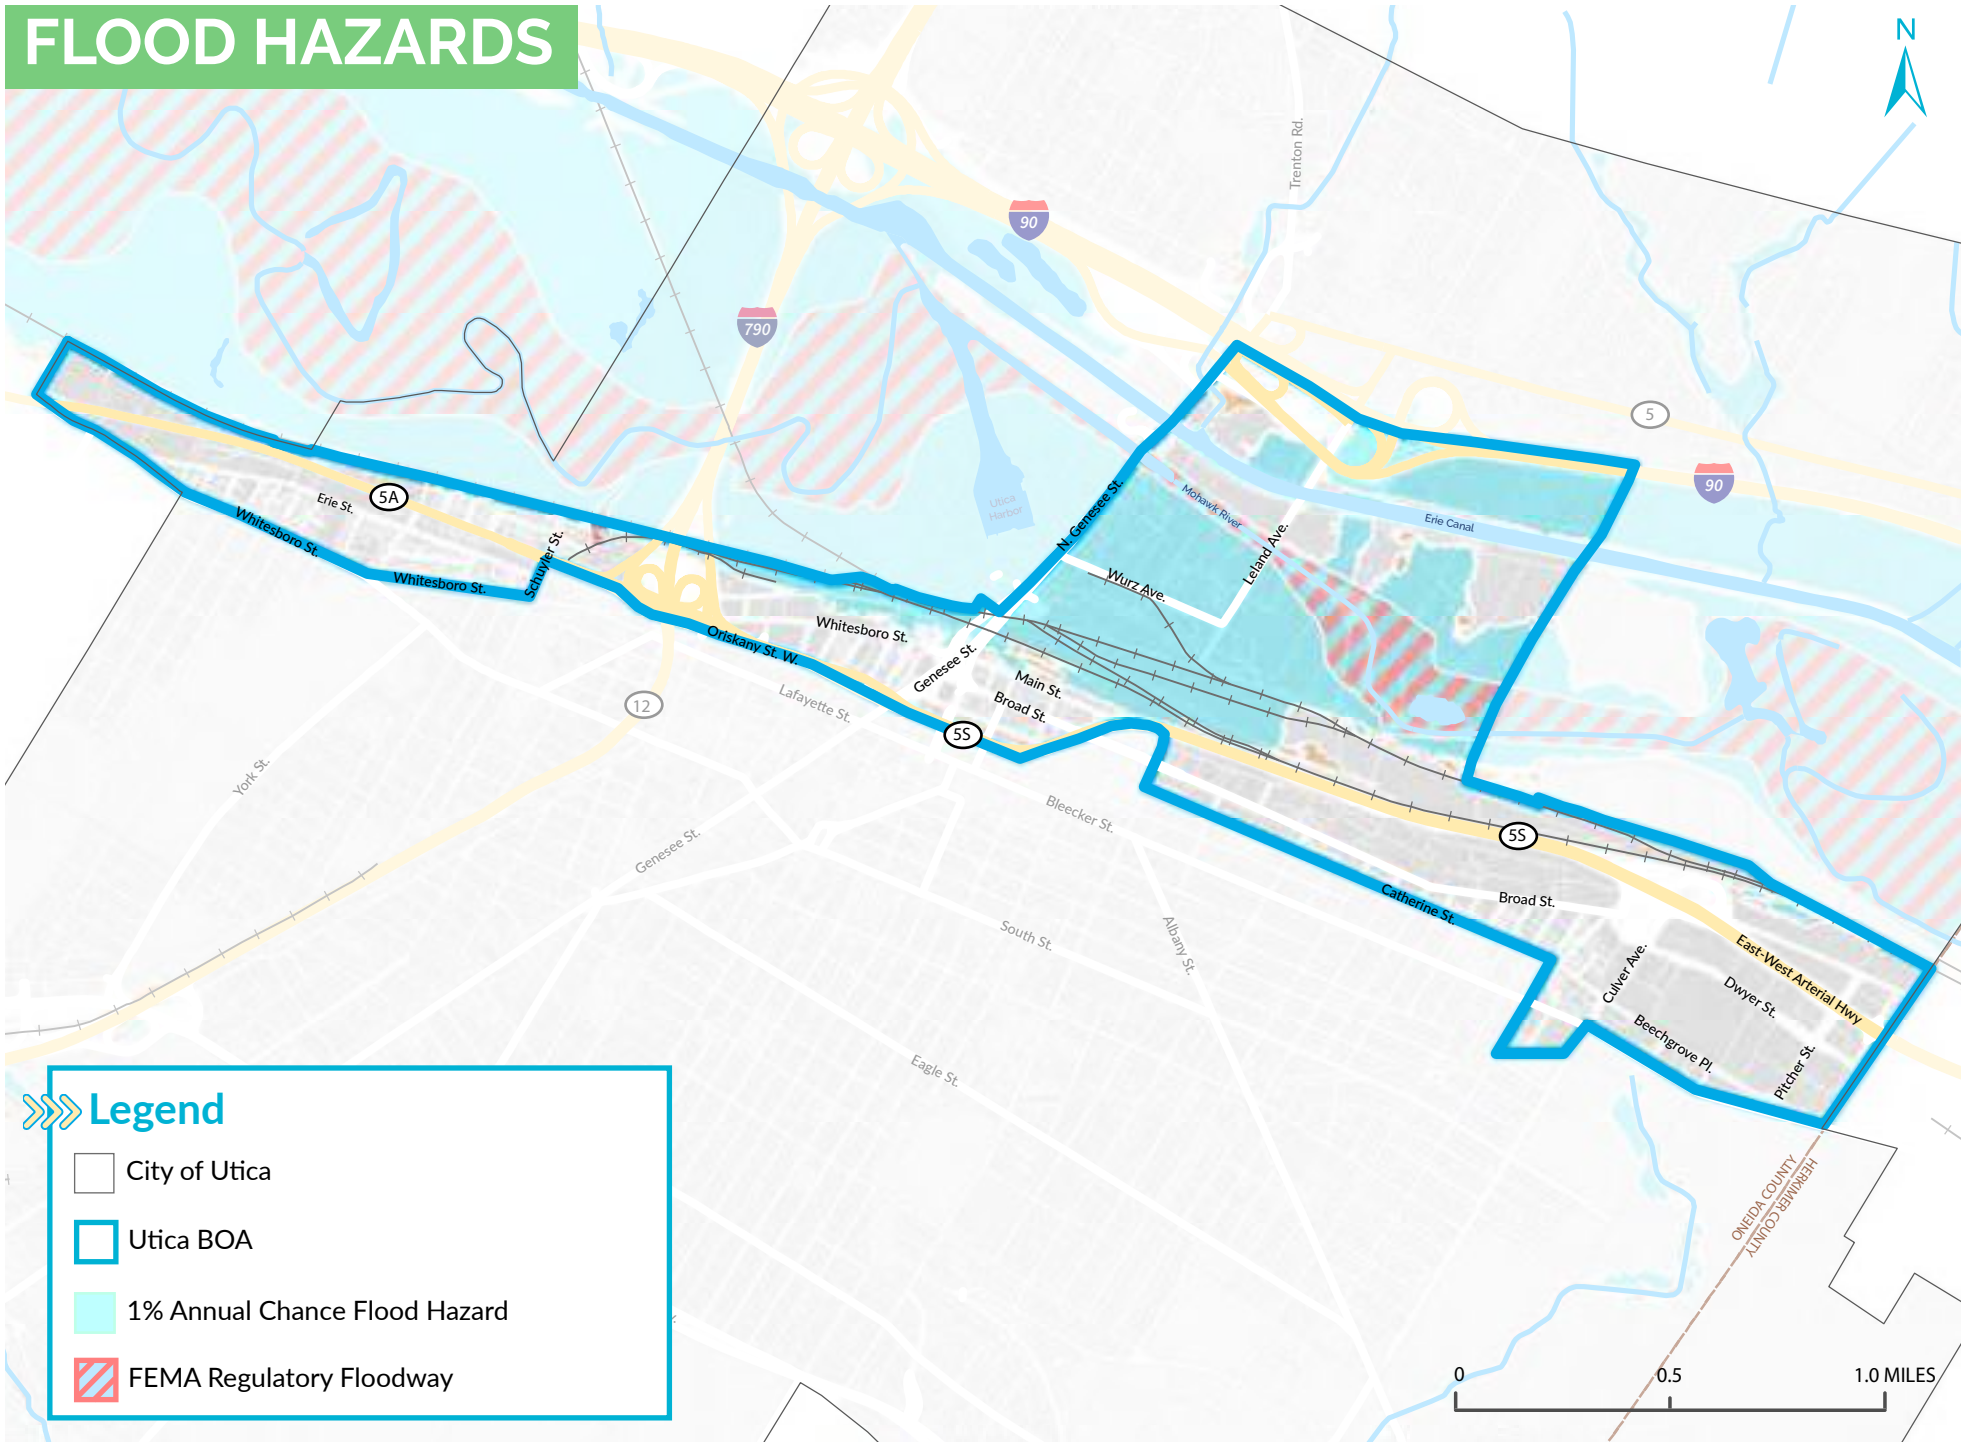 FLOOD HAZARDS
N
Trenton Rd.
90
790
5
90
5A
Erie St.
Whitesboro St.
Whitesboro St.
Schuyler St.
Utica
Harbor
N. Genesee St.
Mohawk River
Erie Canal
Leland Ave.
Wurz Ave.
Whitesboro St.
Oriskany St. W.
Genesee St.
Main St.
Broad St.
Lafayette St.
12
5S
York St.
Genesee St.
Bleecker St.
5S
Catherine St.
Broad St.
South St.
Albany St.
Culver Ave.
East-West Arterial Hwy
Dwyer St.
Beechgrove Pl.
Pitcher St.
Eagle St.
ONEIDA COUNTY
HERKIMER COUNTY
Legend
City of Utica
Utica BOA
1% Annual Chance Flood Hazard
FEMA Regulatory Floodway
0 0.5 1.0 MILES